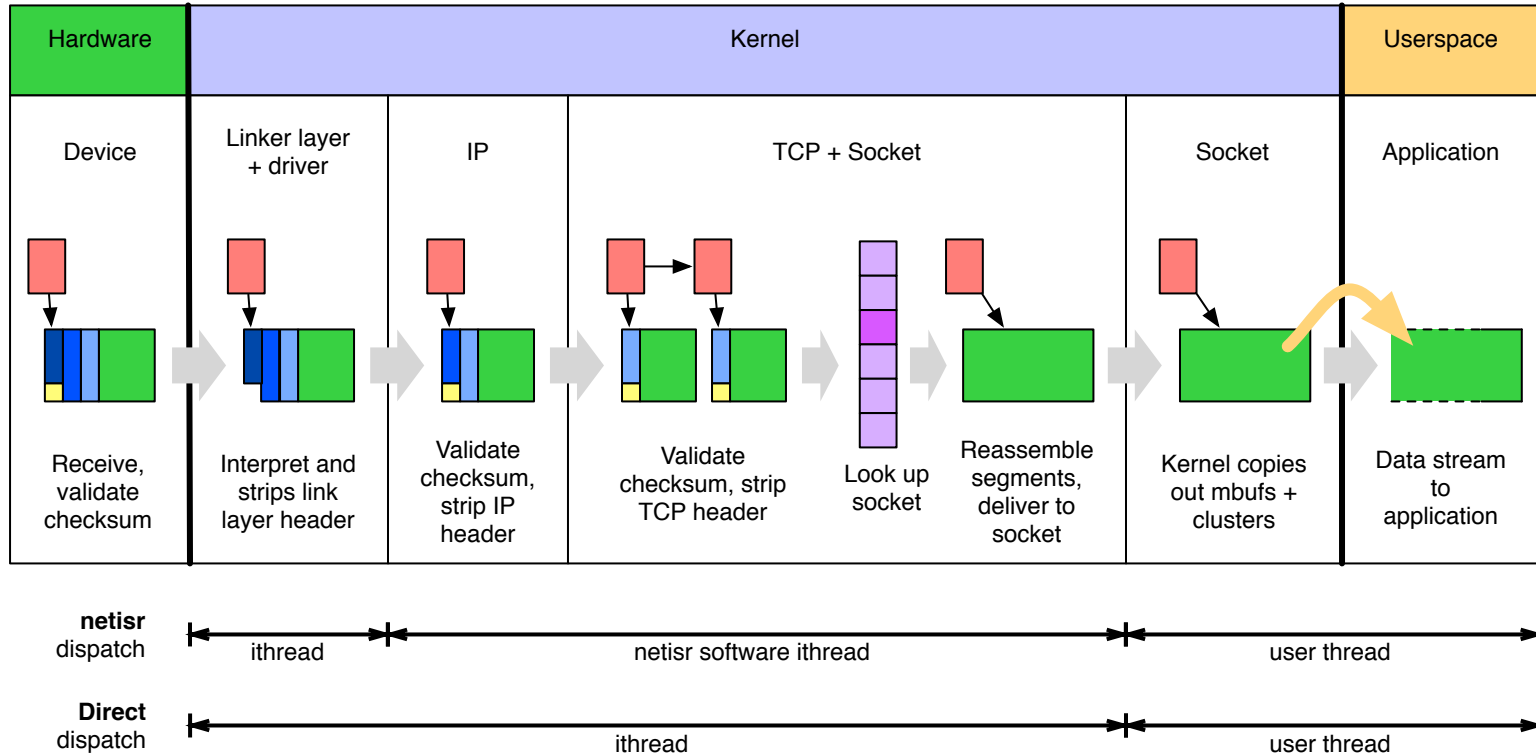 Hardware
Kernel
Userspace
Device
Linker layer
+ driver
IP
TCP + Socket
Socket
Application
Receive,
validate
checksum
Interpret and
strips link
layer header
Validate
checksum,
strip IP
header
Validate
checksum, strip
TCP header
Look up
socket
Reassemble
segments,
deliver to
socket
Kernel copies
out mbufs +
clusters
Data stream
to
application
netisr
dispatch
ithread
netisr software ithread
user thread
Direct
dispatch
ithread
user thread